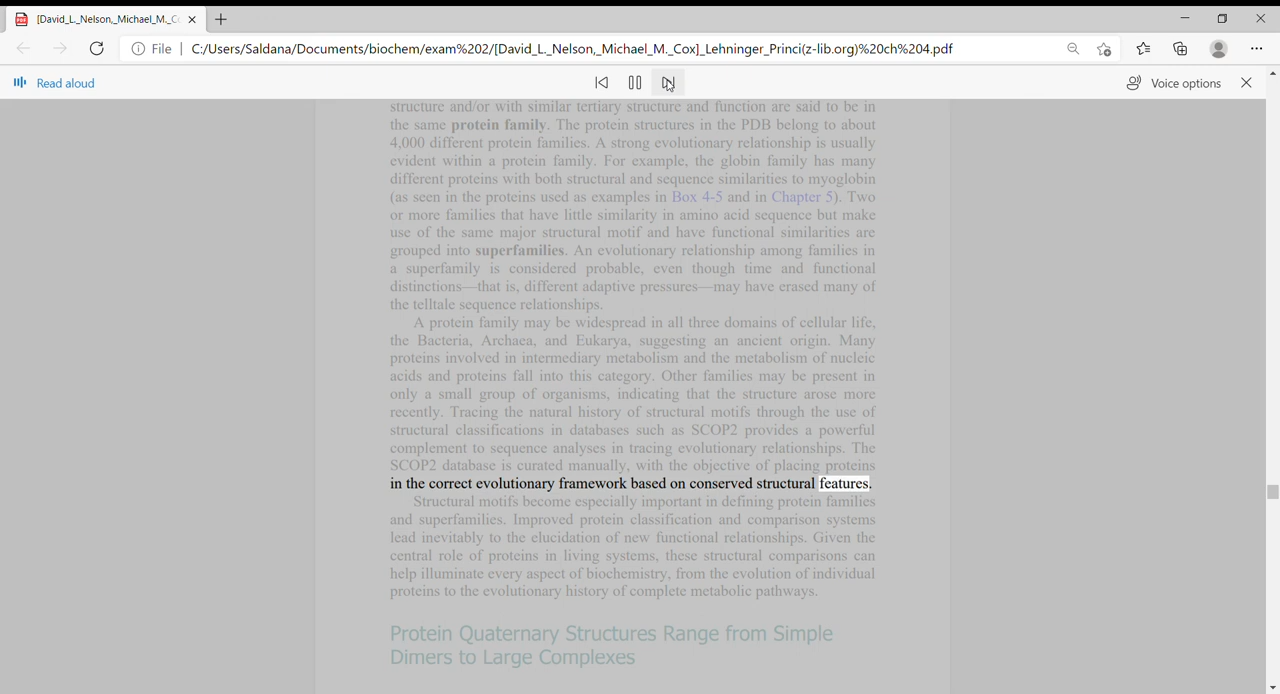 [David_L._Nelson,_Michael_M._C
File | C:/Users/Saldana/Documents/biochem/exam%202/[David_L._Nelson,_Michael_M._Cox]_Lehninger_Princi(z-lib.org)%20ch%204.pdf
Read aloud
Voice options
structure and/or with similar tertiary structure and function are said to be in
the same protein family. The protein structures in the PDB belong to about
4,000 different protein families. A strong evolutionary relationship is usually
evident within a protein family. For example, the globin family has many
different proteins with both structural and sequence similarities to myoglobin
(as seen in the proteins used as examples in Box 4-5 and in Chapter 5). Two
or more families that have little similarity in amino acid sequence but make
use of the same major structural motif and have functional similarities are
grouped into superfamilies. An evolutionary relationship among families in
a superfamily is considered probable, even though time and functional
distinctions—that is, different adaptive pressures—may have erased many of
the telltale sequence relationships.
A protein family may be widespread in all three domains of cellular life,
the Bacteria, Archaea, and Eukarya, suggesting an ancient origin. Many
proteins involved in intermediary metabolism and the metabolism of nucleic
acids and proteins fall into this category. Other families may be present in
only a small group of organisms, indicating that the structure arose more
recently. Tracing the natural history of structural motifs through the use of
structural classifications in databases such as SCOP2 provides a powerful
complement to sequence analyses in tracing evolutionary relationships. The
SCOP2 database is curated manually, with the objective of placing proteins
in the correct evolutionary framework based on conserved structural features.
Structural motifs become especially important in defining protein families
and superfamilies. Improved protein classification and comparison systems
lead inevitably to the elucidation of new functional relationships. Given the
central role of proteins in living systems, these structural comparisons can
help illuminate every aspect of biochemistry, from the evolution of individual
proteins to the evolutionary history of complete metabolic pathways.
Protein Quaternary Structures Range from Simple
Dimers to Large Complexes